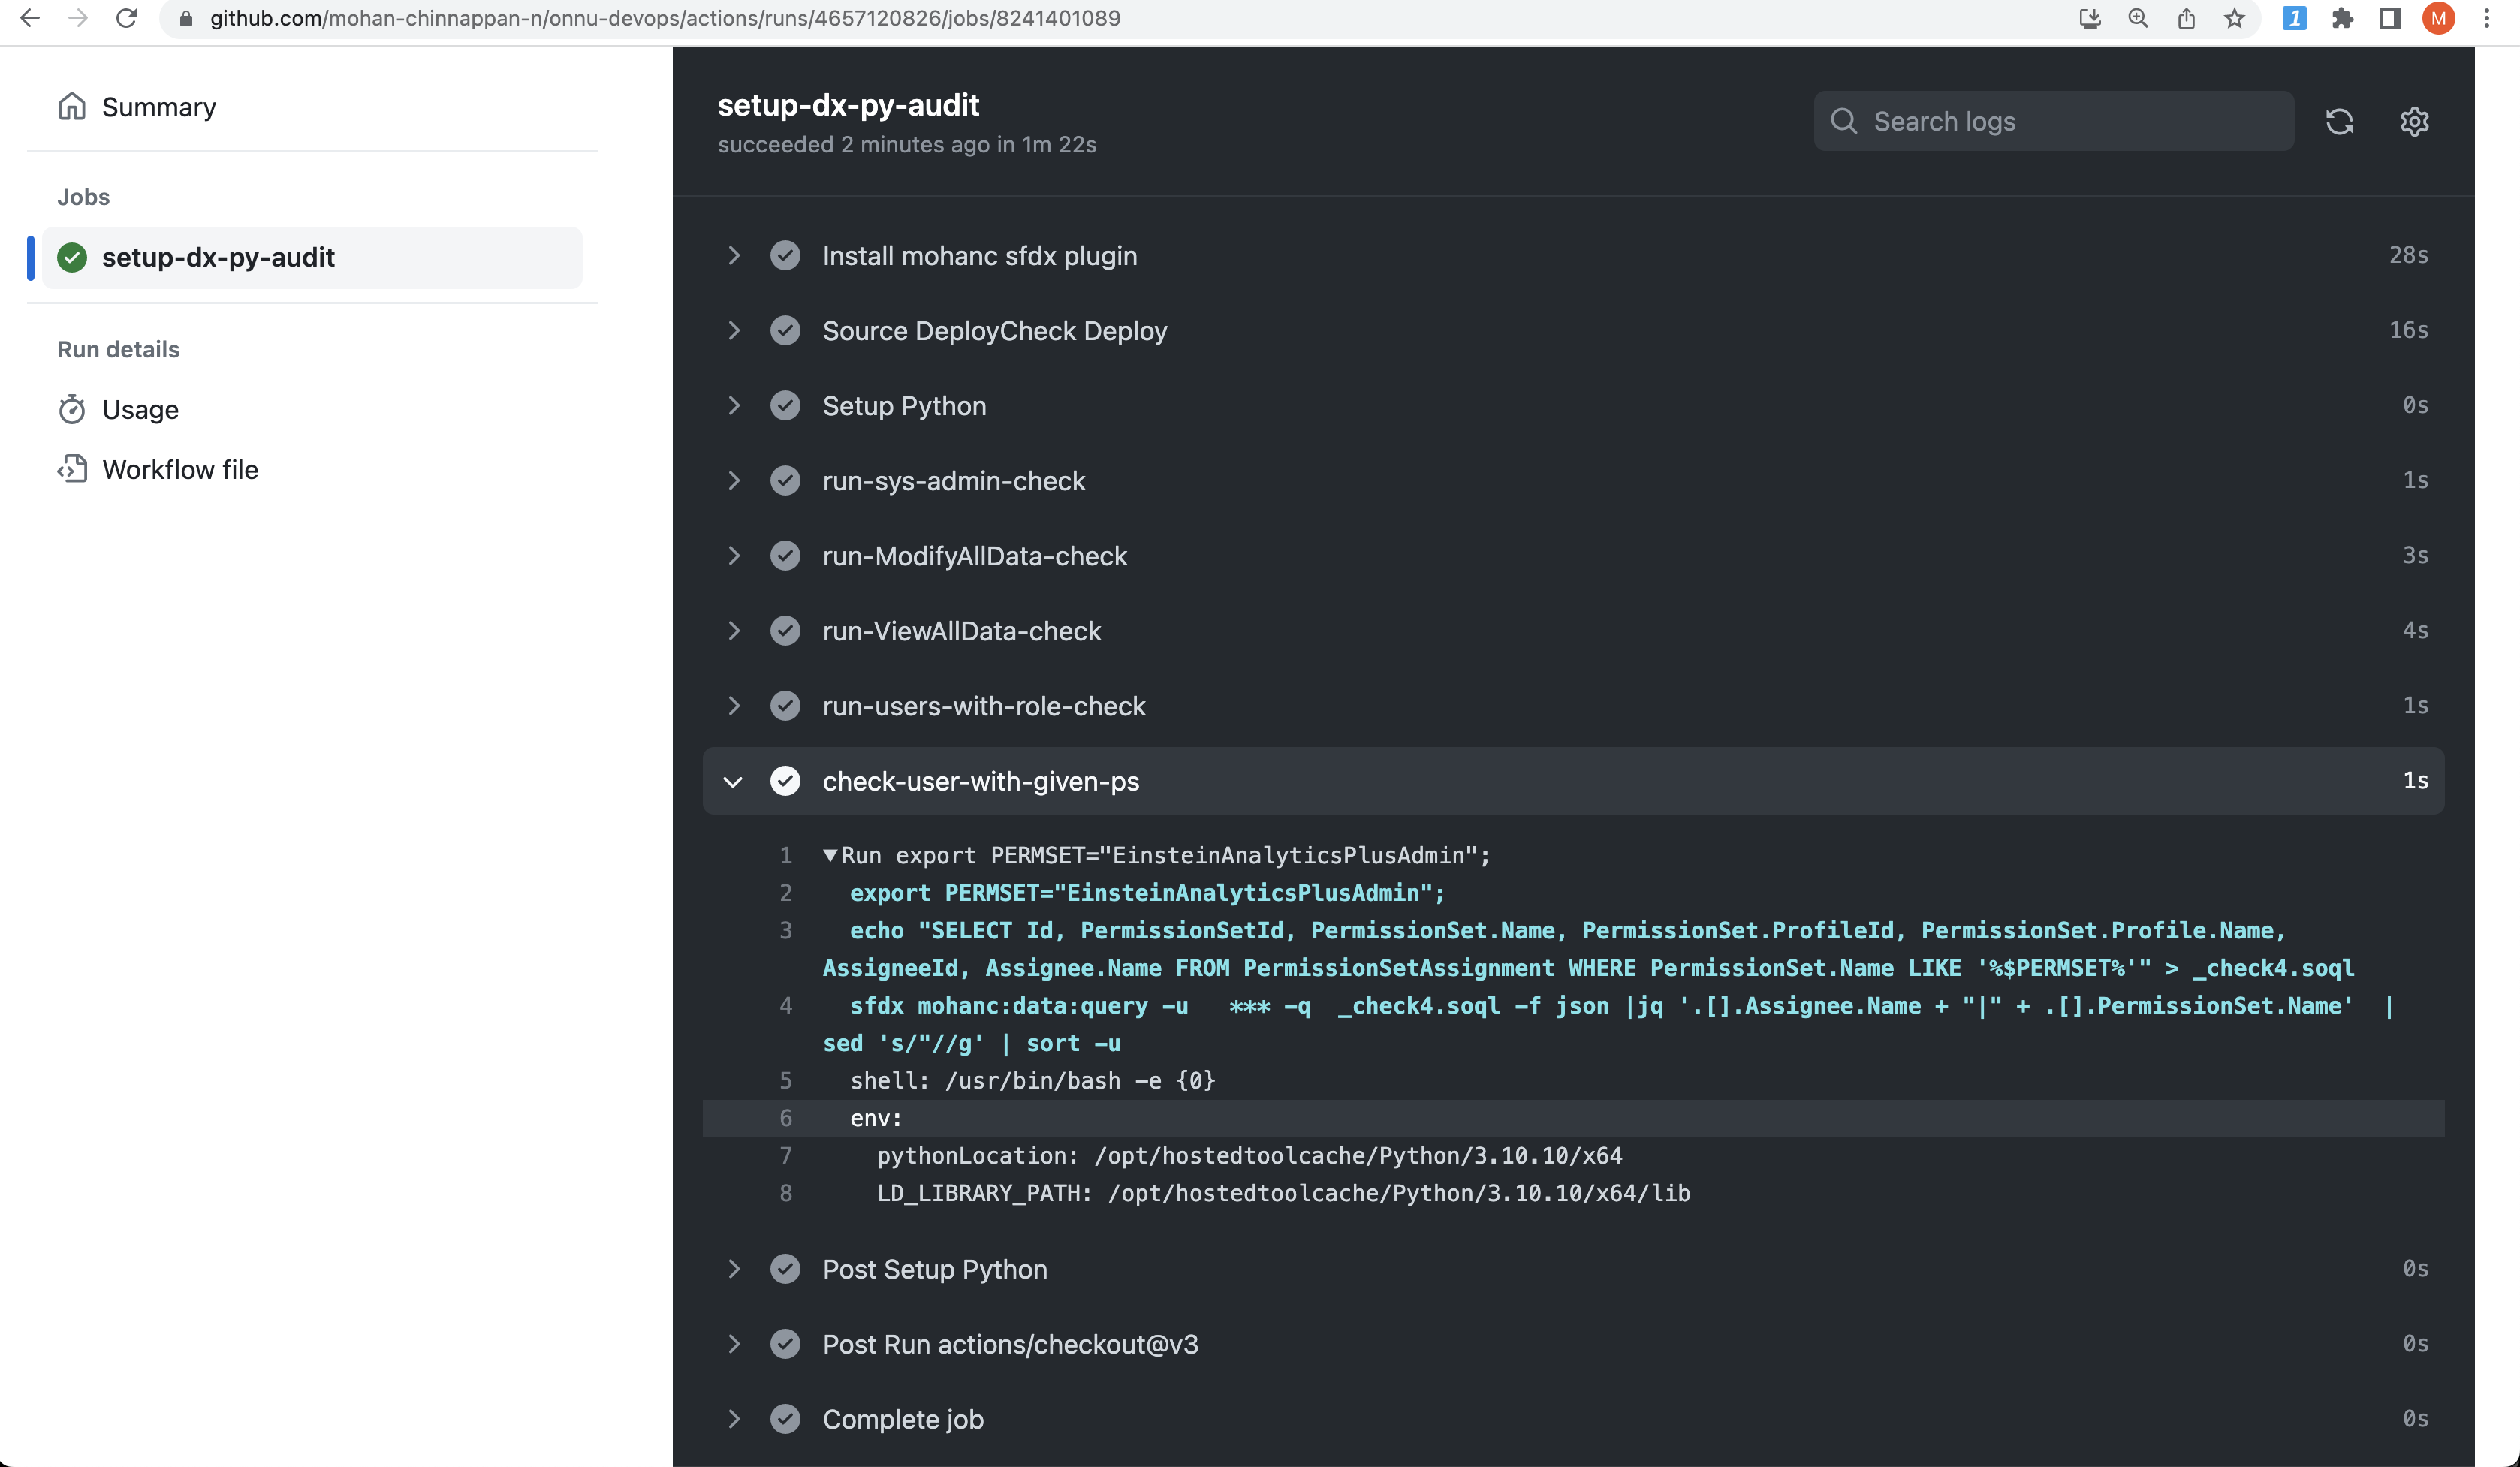 github.com/mohan-chinnappan-n/onnu-devops/actions/runs/4657120826/jobs/8241401089
1
M
Summary
Jobs
setup-dx-py-audit
Run details
Usage
Workflow file
setup-dx-py-audit
succeeded 2 minutes ago in 1m 22s
Search logs
Install mohanc sfdx plugin 28s
Source DeployCheck Deploy 16s
Setup Python 0s
run-sys-admin-check 1s
run-ModifyAllData-check 3s
run-ViewAllData-check 4s
run-users-with-role-check 1s
check-user-with-given-ps 1s
1 ▼Run export PERMSET="EinsteinAnalyticsPlusAdmin";
2 export PERMSET="EinsteinAnalyticsPlusAdmin";
3 echo "SELECT Id, PermissionSetId, PermissionSet.Name, PermissionSet.ProfileId, PermissionSet.Profile.Name,
AssigneeId, Assignee.Name FROM PermissionSetAssignment WHERE PermissionSet.Name LIKE '%$PERMSET%'" > _check4.soql
4 sfdx mohanc:data:query -u   *** -q  _check4.soql -f json |jq '.[].Assignee.Name + "|" + .[].PermissionSet.Name'  |
sed 's/"//g' | sort -u
5 shell: /usr/bin/bash -e {0}
6 env:
7 pythonLocation: /opt/hostedtoolcache/Python/3.10.10/x64
8 LD_LIBRARY_PATH: /opt/hostedtoolcache/Python/3.10.10/x64/lib
Post Setup Python 0s
Post Run actions/checkout@v3 0s
Complete job 0s